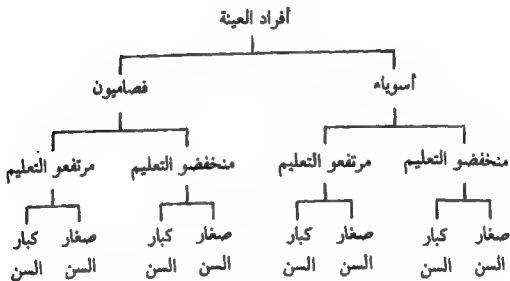 أفراد العينة
أسوياء فصاميون
منخفضو التعليم مرتفعو التعليم منخفضو التعليم مرتفعو التعليم
صغار كبار صغار كبار صغار كبار صغار كبار
السن السن السن السن السن السن السن السن